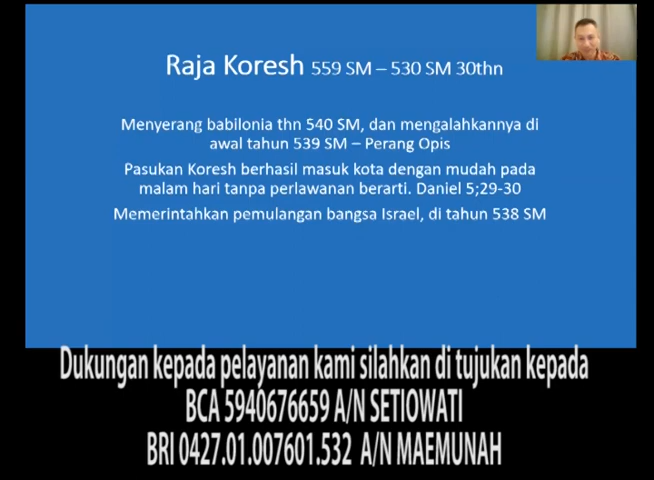 Raja Koresh 559 SM – 530 SM 30thn
Menyerang babilonia thn 540 SM, dan mengalahkannya di
awal tahun 539 SM – Perang Opis
Pasukan Koresh berhasil masuk kota dengan mudah pada
malam hari tanpa perlawanan berarti. Daniel 5;29-30
Memerintahkan pemulangan bangsa Israel, di tahun 538 SM
Dukungan kepada pelayanan kami silahkan di tujukan kepada
BCA 5940676659 A/N SETIOWATI
BRI 0427.01.007601.532 A/N MAEMUNAH